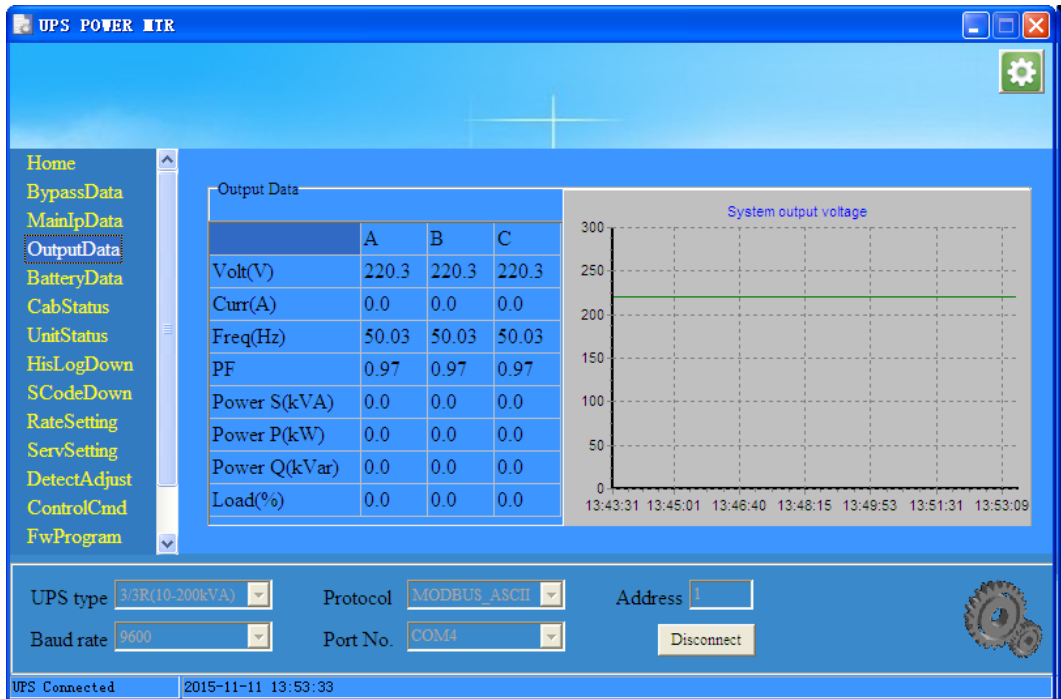 UPS POWER MTR
Home
BypassData
MainIpData
OutputData
BatteryData
CabStatus
UnitStatus
HisLogDown
SCodeDown
RateSetting
ServSetting
DetectAdjust
ControlCmd
FwProgram
Output Data
A B C
Volt(V) 220.3 220.3 220.3
Curr(A) 0.0 0.0 0.0
Freq(Hz) 50.03 50.03 50.03
PF 0.97 0.97 0.97
Power S(kVA) 0.0 0.0 0.0
Power P(kW) 0.0 0.0 0.0
Power Q(kVar) 0.0 0.0 0.0
Load(%) 0.0 0.0 0.0
System output voltage
300
250
200
150
100
50
0
13:43:31 13:45:01 13:46:40 13:48:15 13:49:53 13:51:31 13:53:09
UPS type 3/3R(10-200kVA) Protocol MODBUS_ASCII Address 1
Baud rate 9600 Port No. COM4 Disconnect
UPS Connected 2015-11-11 13:53:33